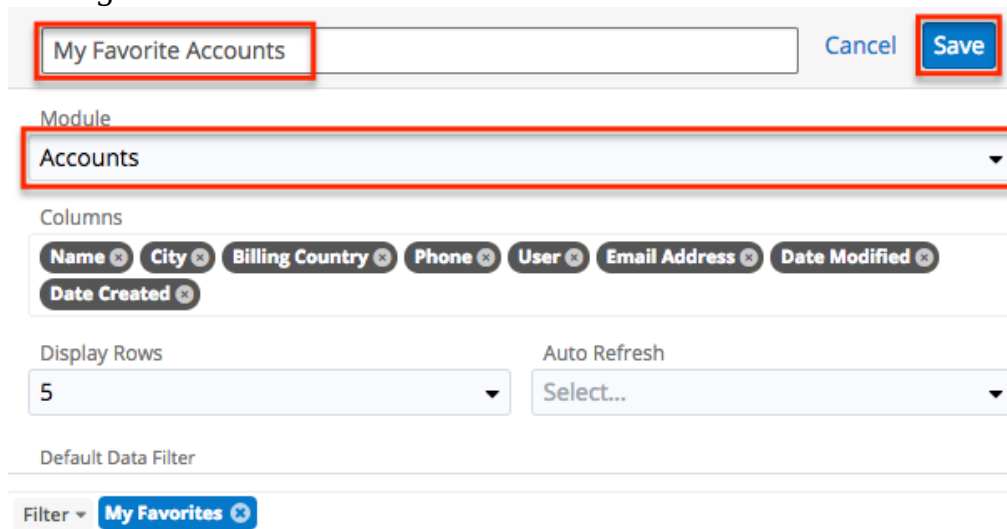 My Favorite Accounts Cancel Save
Module
Accounts
Columns
Name City Billing Country Phone User Email Address Date Modified
Date Created
Display Rows Auto Refresh
5 Select...
Default Data Filter
Filter My Favorites